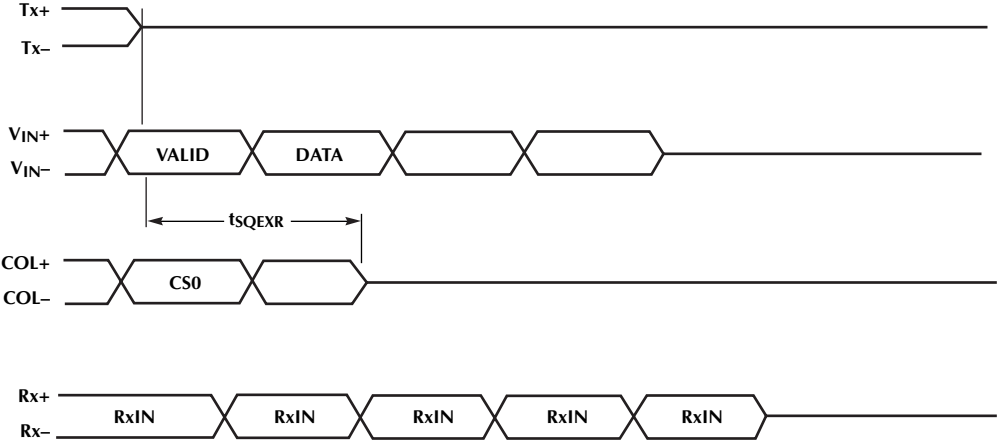 Tx+
Tx–
VIN+
VIN–
VALID DATA
tSQEXR
COL+
COL–
CS0
Rx+
Rx–
RxIN RxIN RxIN RxIN RxIN